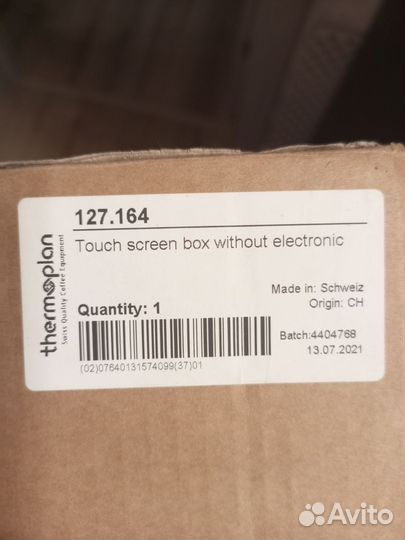 thermoplan
Swiss Quality Coffee Equipment
127.164
Touch screen box without electronic
Made in: Schweiz
Origin: CH
Quantity: 1
Batch:4404768
13.07.2021
(02)07640131574099(37)01
Avito